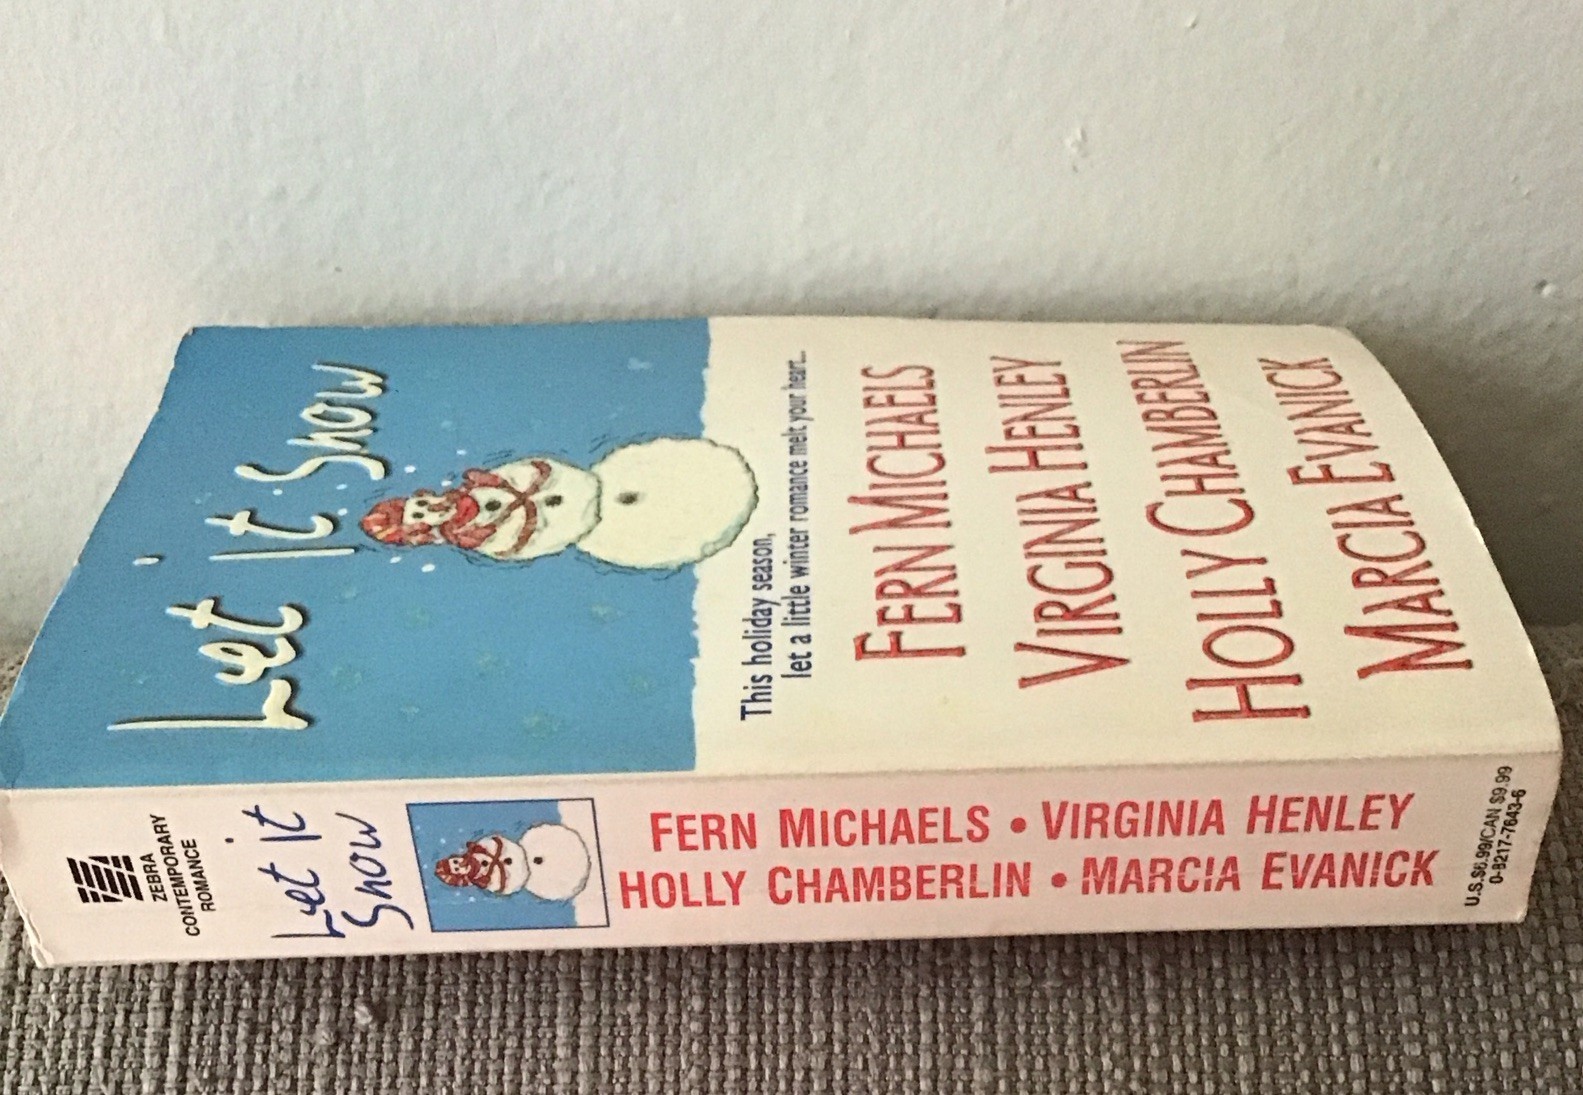 Let it Snow
This holiday season,
let a little winter romance melt your heart...
FERN MICHAELS
VIRGINIA HENLEY
HOLLY CHAMBERLIN
MARCIA EVANICK
ZEBRA
CONTEMPORARY
ROMANCE
Let it
Snow
FERN MICHAELS • VIRGINIA HENLEY
HOLLY CHAMBERLIN • MARCIA EVANICK
U.S.$6.99/CAN $9.99
0-8217-7643-6